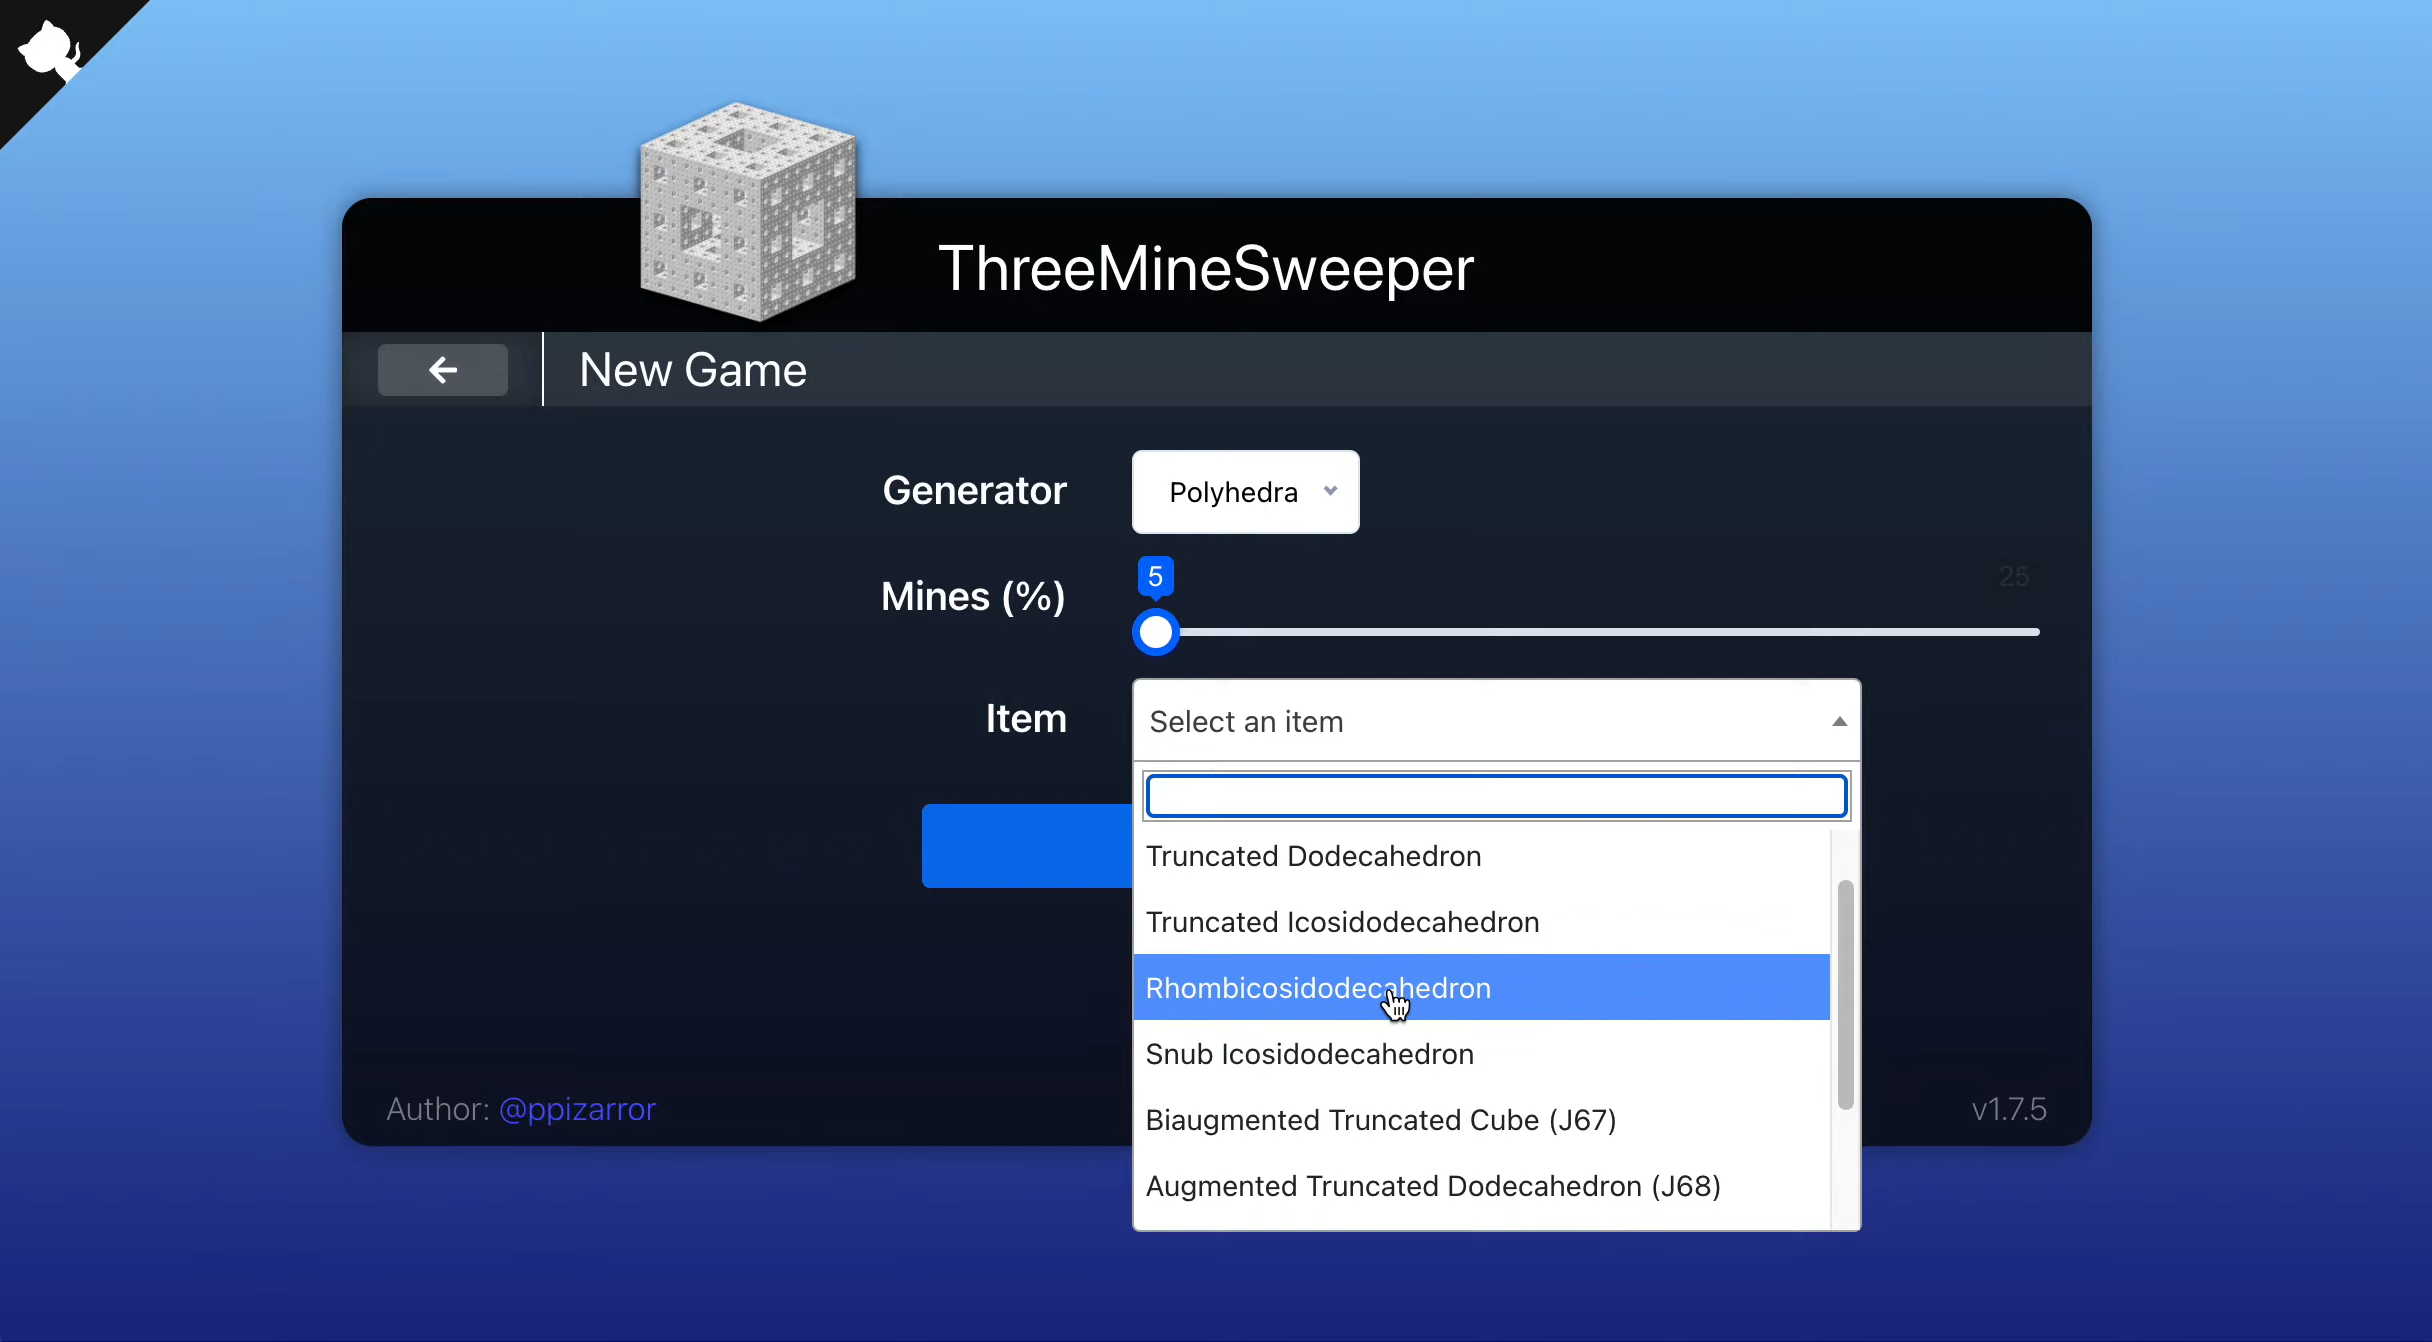 ThreeMineSweeper
New Game
Generator
Polyhedra
5
25
Mines (%)
Item
Select an item
Truncated Dodecahedron
Truncated Icosidodecahedron
Rhombicosidodecahedron
Snub Icosidodecahedron
Biaugmented Truncated Cube (J67)
Augmented Truncated Dodecahedron (J68)
Author: @ppizarror
v1.7.5